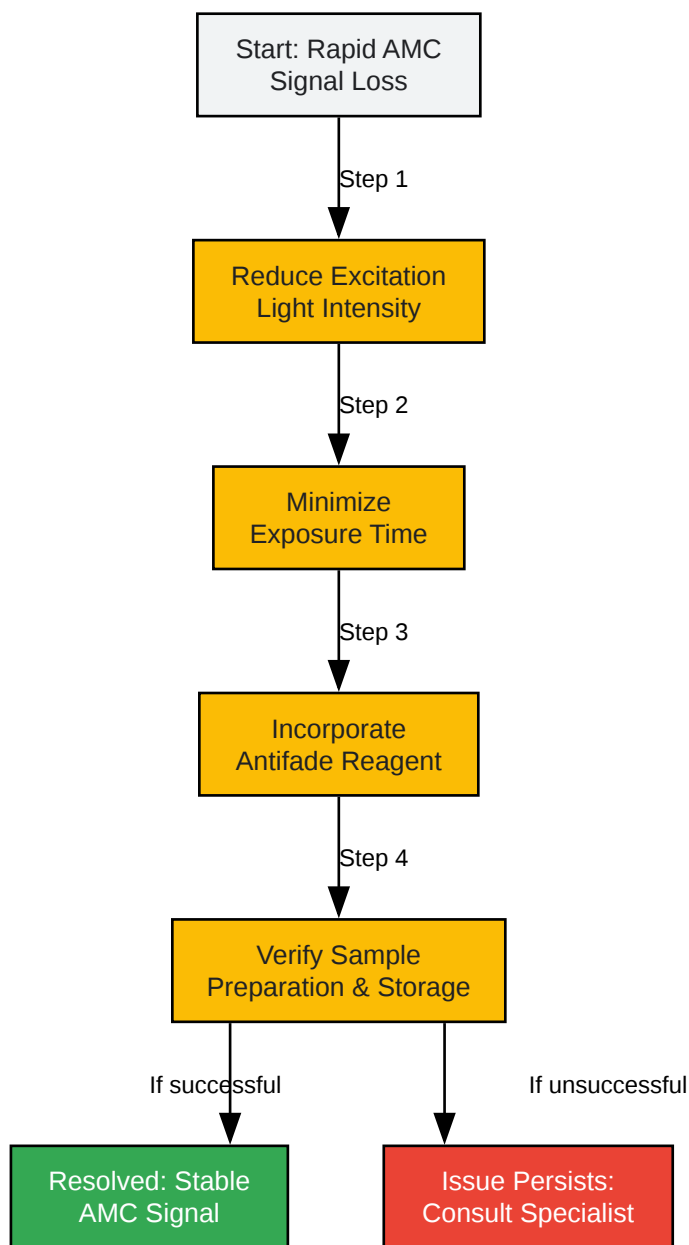 Start: Rapid AMC
Signal Loss
Step 1
Reduce Excitation
Light Intensity
Step 2
Minimize
Exposure Time
Step 3
Incorporate
Antifade Reagent
Step 4
Verify Sample
Preparation & Storage
If successful
If unsuccessful
Resolved: Stable
AMC Signal
Issue Persists:
Consult Specialist